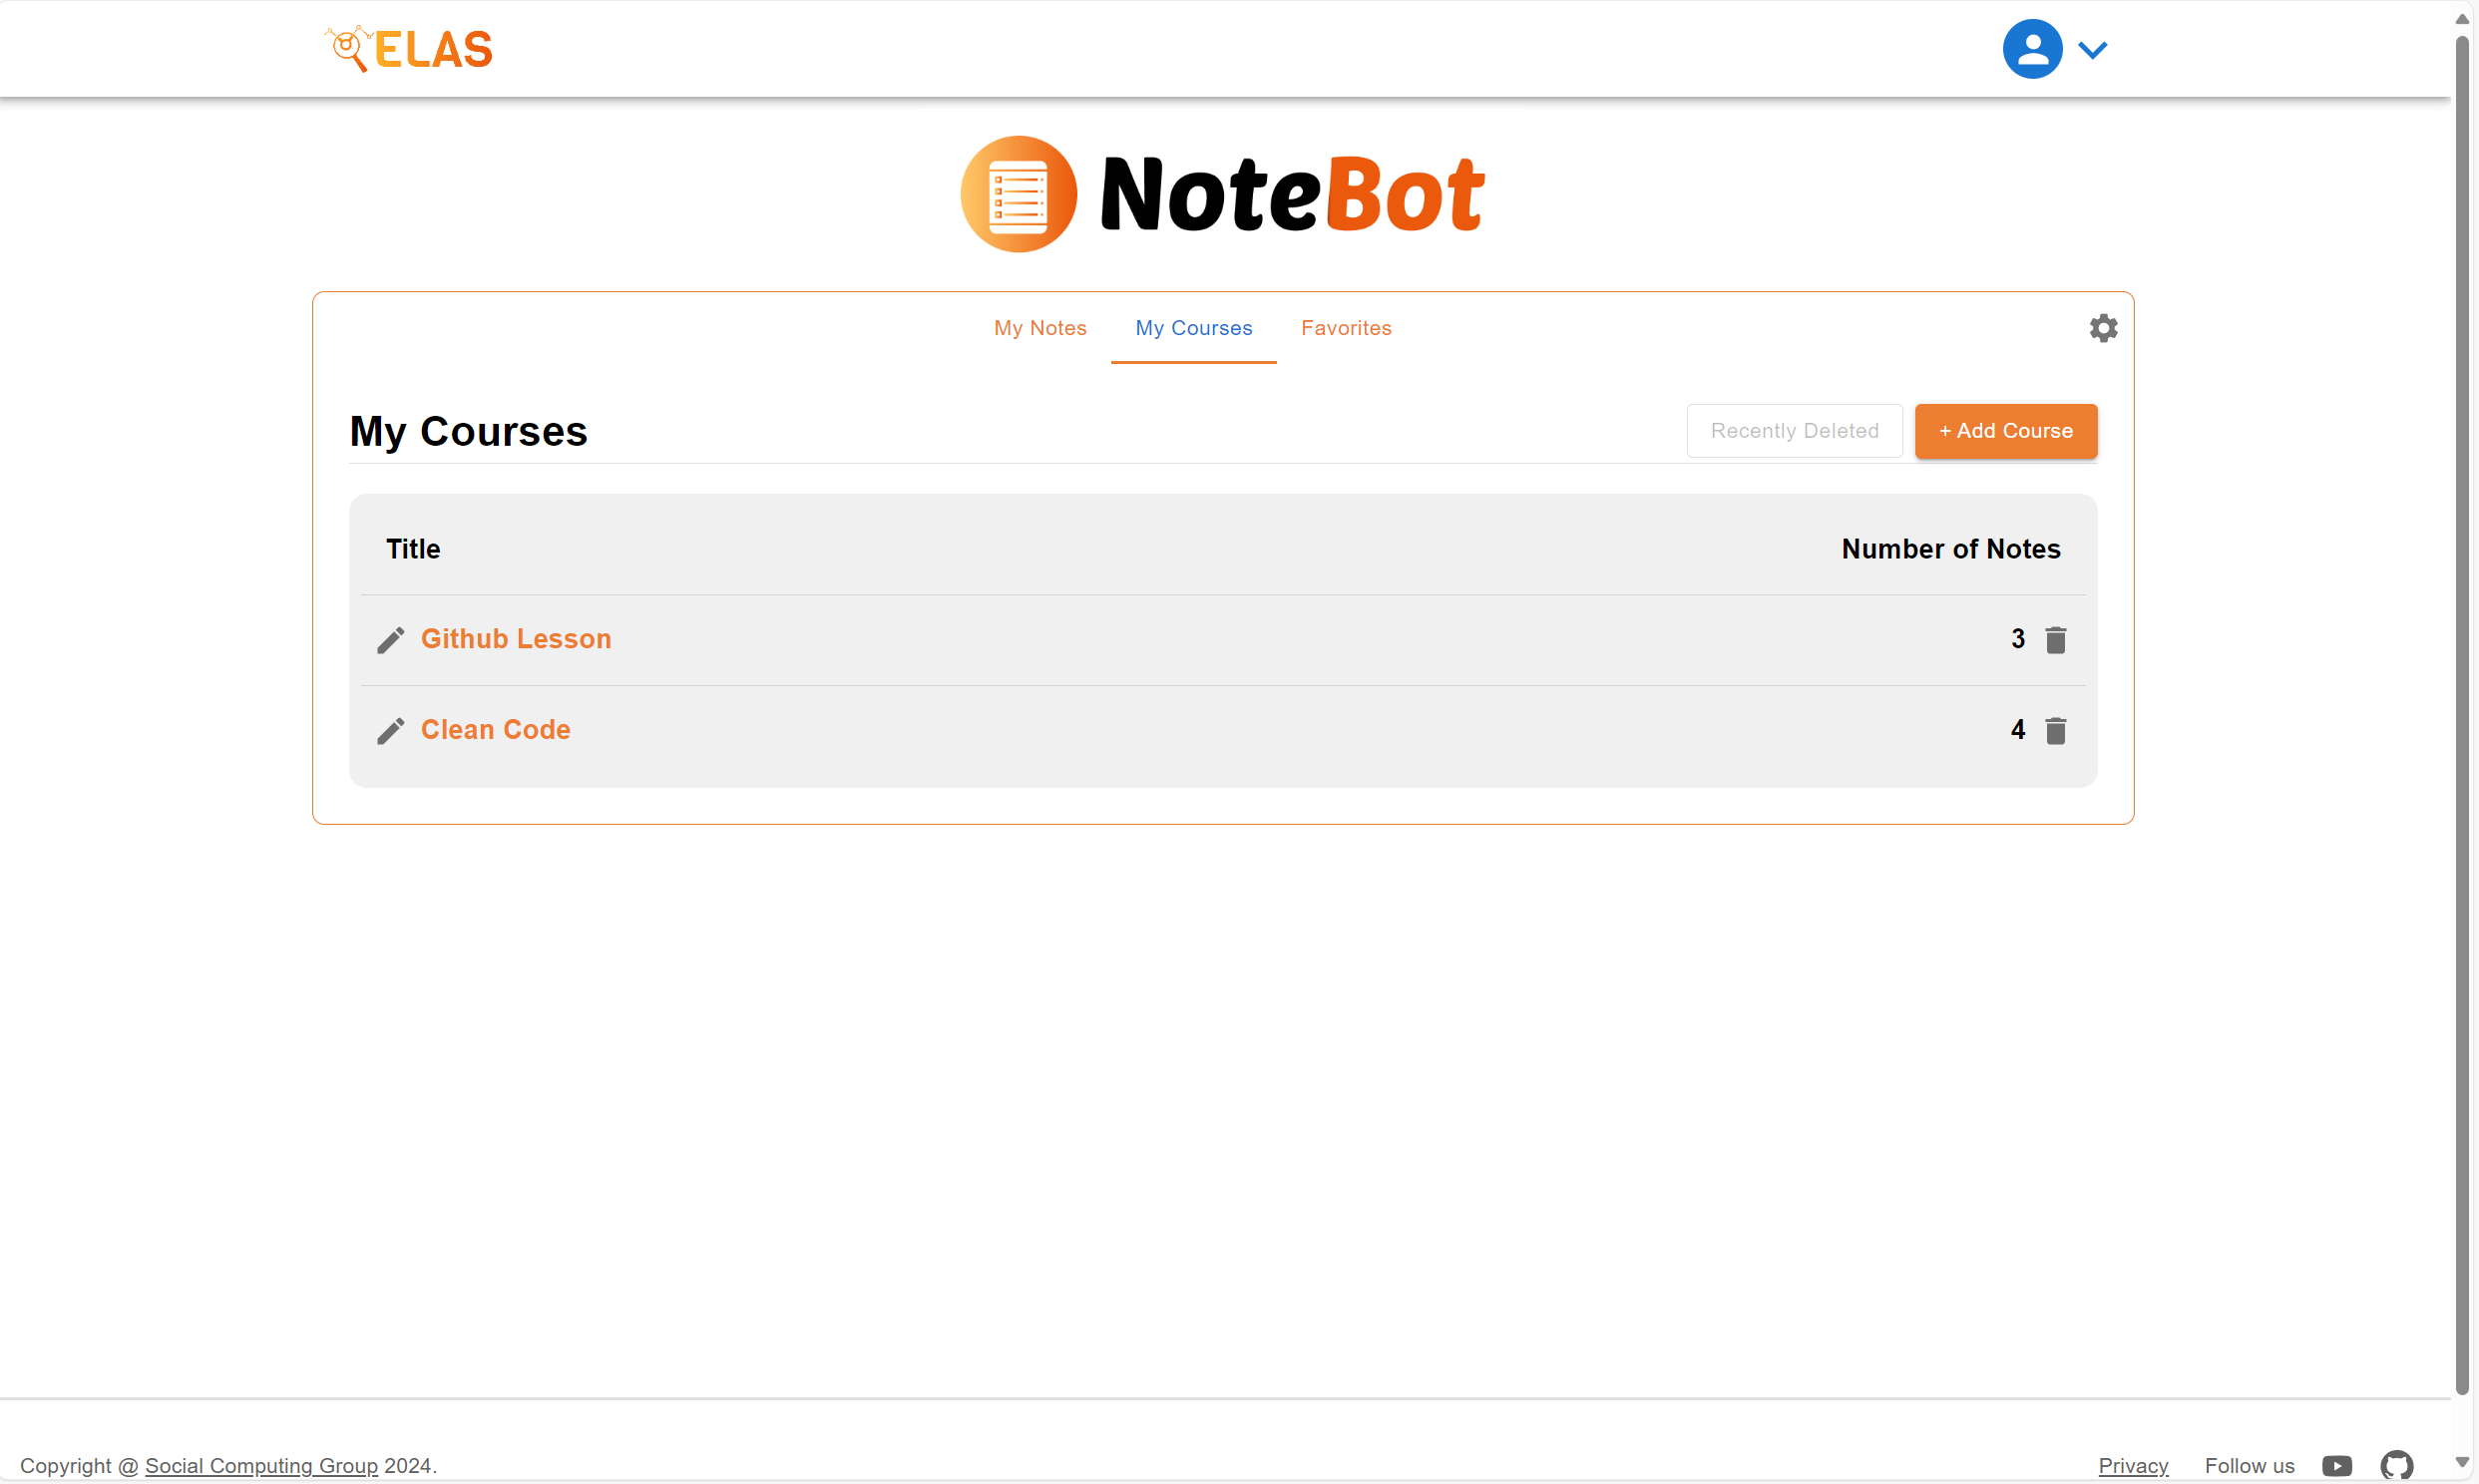 ELAS
NoteBot
My Notes My Courses Favorites
My Courses Recently Deleted + Add Course
Title Number of Notes
Github Lesson 3
Clean Code 4
Copyright @ Social Computing Group 2024. Privacy Follow us